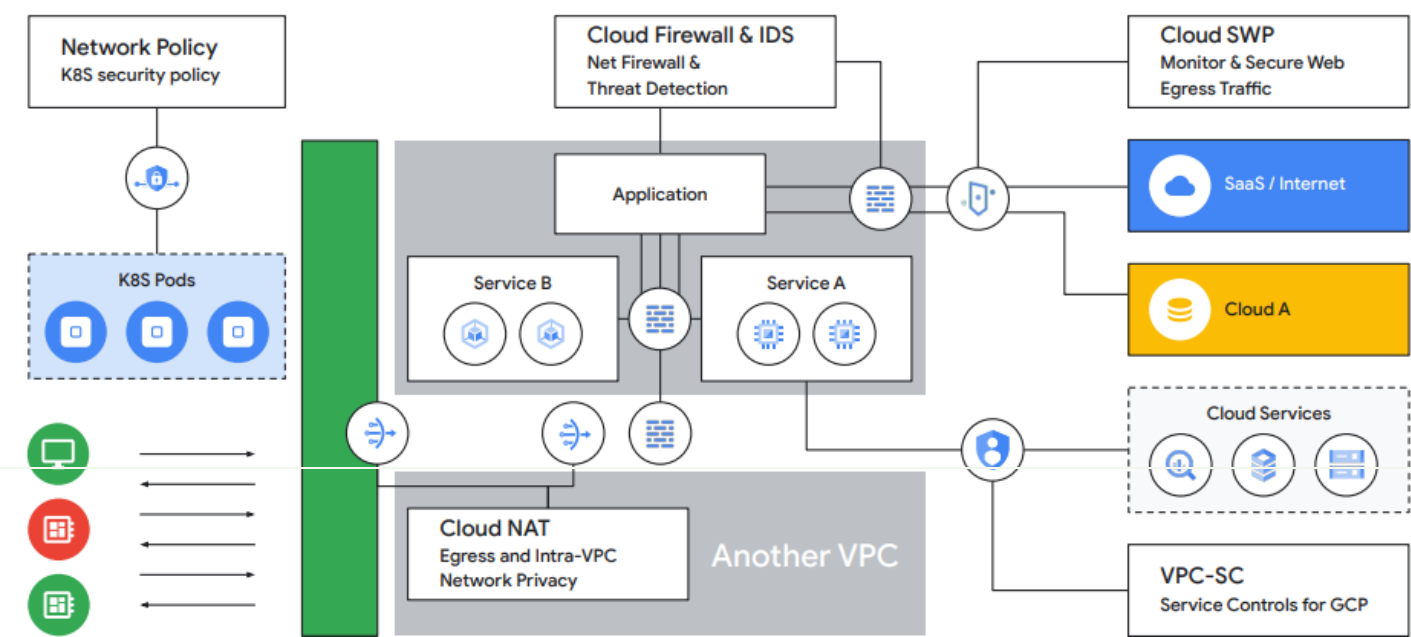 Network Policy
K8S security policy
Cloud Firewall & IDS
Net Firewall &
Threat Detection
Cloud SWP
Monitor & Secure Web
Egress Traffic
Application
SaaS / Internet
K8S Pods
Service B
Service A
Cloud A
Cloud Services
Cloud NAT
Egress and Intra-VPC
Network Privacy
Another VPC
VPC-SC
Service Controls for GCP